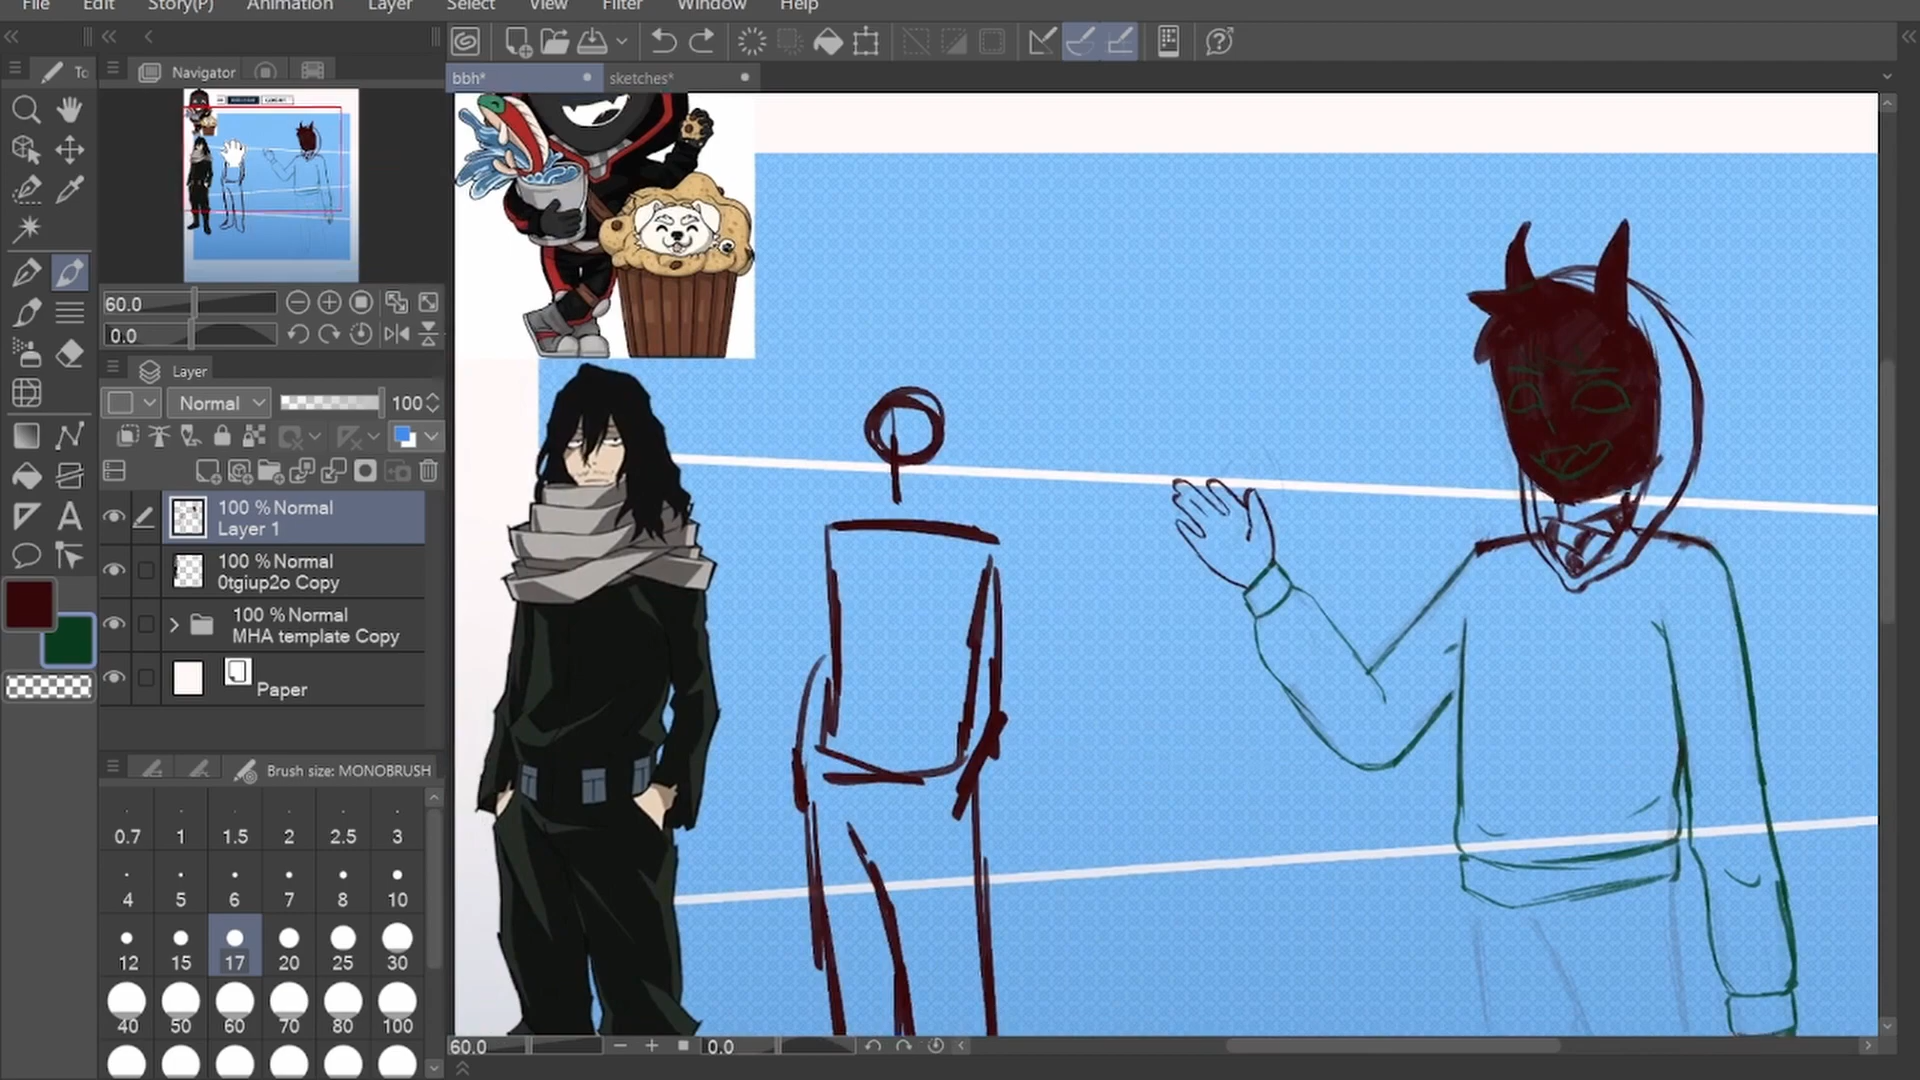 File Edit Story(P) Animation Layer Select View Filter Window Help
To
Navigator
bbh*
sketches*
60.0
0.0
Layer
Normal
100
100 % Normal
Layer 1
100 % Normal
0tgiup2o Copy
100 % Normal
MHA template Copy
Paper
Brush size: MONOBRUSH
0.7 1 1.5 2 2.5 3
4 5 6 7 8 10
12 15 17 20 25 30
40 50 60 70 80 100
60.0
0.0